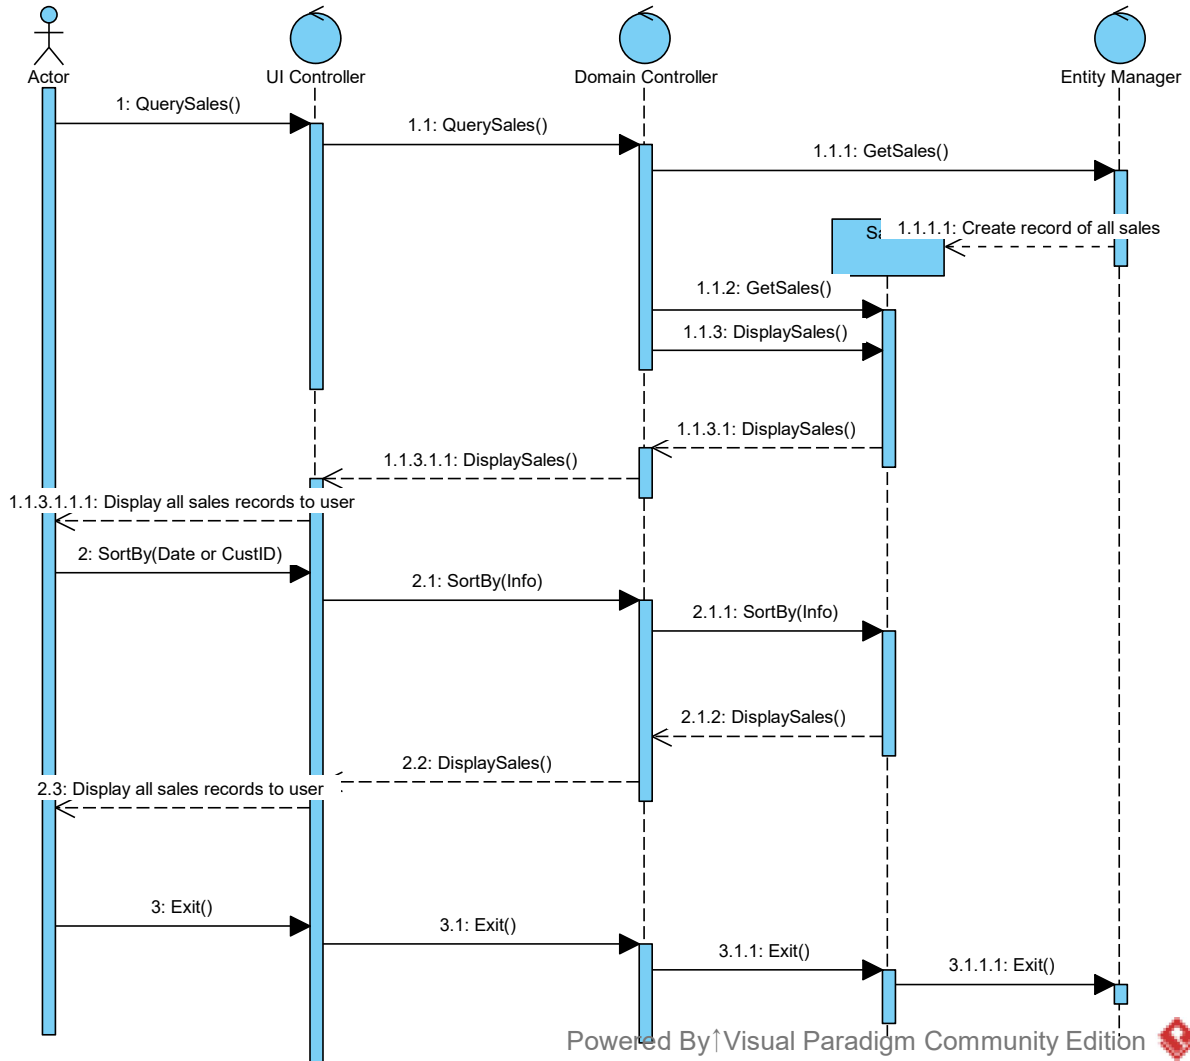 Actor
UI Controller
Domain Controller
Entity Manager
1: QuerySales()
1.1: QuerySales()
1.1.1: GetSales()
1.1.1.1: Create record of all sales
1.1.2: GetSales()
1.1.3: DisplaySales()
1.1.3.1: DisplaySales()
1.1.3.1.1: DisplaySales()
1.1.3.1.1.1: Display all sales records to user
2: SortBy(Date or CustID)
2.1: SortBy(Info)
2.1.1: SortBy(Info)
2.1.2: DisplaySales()
2.2: DisplaySales()
2.3: Display all sales records to user
3: Exit()
3.1: Exit()
3.1.1: Exit()
3.1.1.1: Exit()
Powered By Visual Paradigm Community Edition